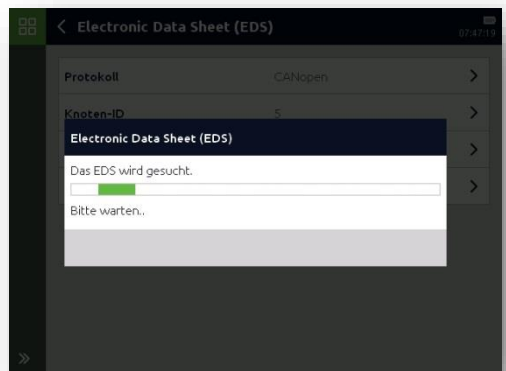 Electronic Data Sheet (EDS)
07:47:19
Protokoll CANopen
Knoten-ID 5
Electronic Data Sheet (EDS)
Das EDS wird gesucht.
Bitte warten..